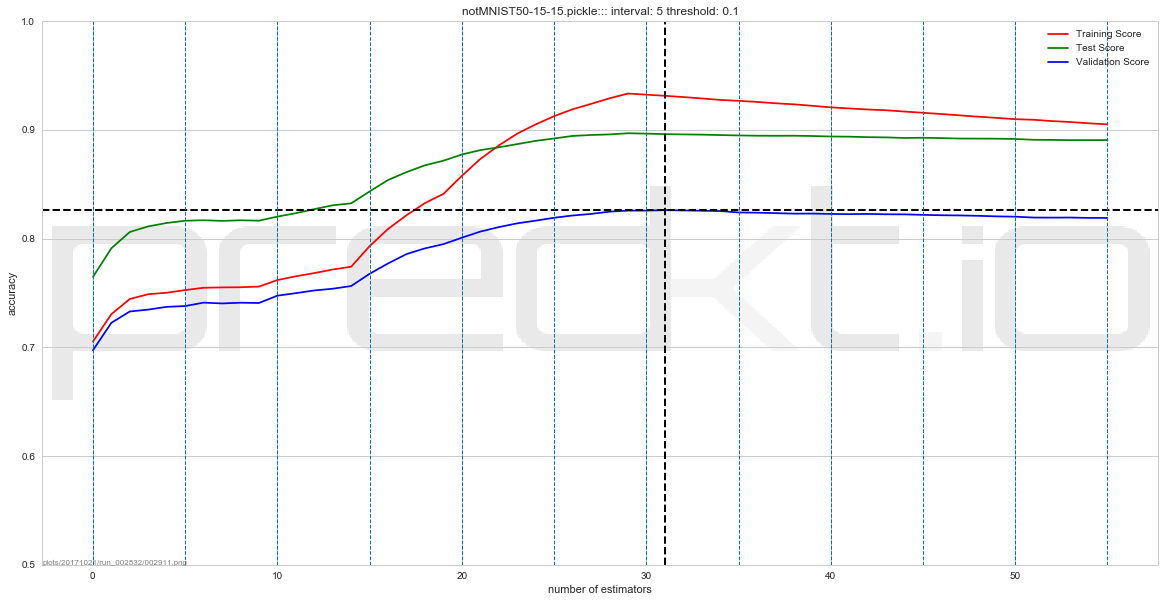 notMNIST50-15-15.pickle::: interval: 5 threshold: 0.1
Training Score
Test Score
Validation Score
1.0
0.9
0.8
0.7
0.6
0.5
accuracy
predkt.io
0
10
20
30
40
50
number of estimators